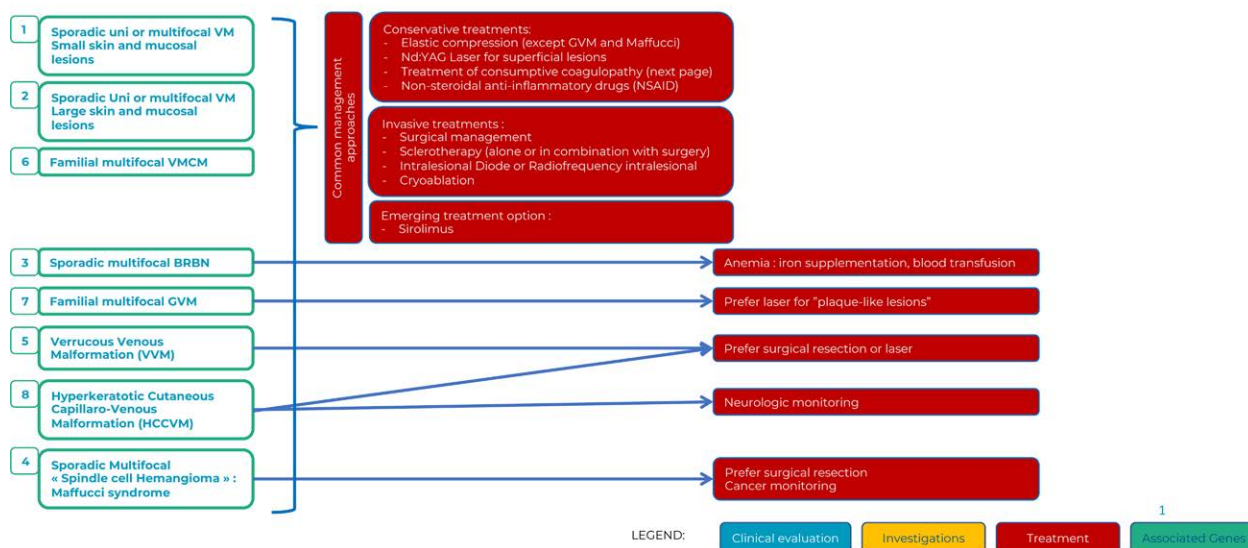 1
Sporadic uni or multifocal VM
Small skin and mucosal
lesions
2
Sporadic Uni or multifocal VM
Large skin and mucosal
lesions
6
Familial multifocal VMCM
Common management
approaches
Conservative treatments:
- Elastic compression (except GVM and Maffucci)
- Nd:YAG Laser for superficial lesions
- Treatment of consumptive coagulopathy (next page)
- Non-steroidal anti-inflammatory drugs (NSAID)
Invasive treatments :
- Surgical management
- Sclerotherapy (alone or in combination with surgery)
- Intralesional Diode or Radiofrequency intralesional
- Cryoablation
Emerging treatment option :
- Sirolimus
3
Sporadic multifocal BRBN
Anemia : iron supplementation, blood transfusion
7
Familial multifocal GVM
Prefer laser for "plaque-like lesions"
5
Verrucous Venous
Malformation (VVM)
Prefer surgical resection or laser
8
Hyperkeratotic Cutaneous
Capillaro-Venous
Malformation (HCCVM)
Neurologic monitoring
4
Sporadic Multifocal
« Spindle cell Hemangioma » :
Maffucci syndrome
Prefer surgical resection
Cancer monitoring
1
LEGEND:
Clinical evaluation
Investigations
Treatment
Associated Genes